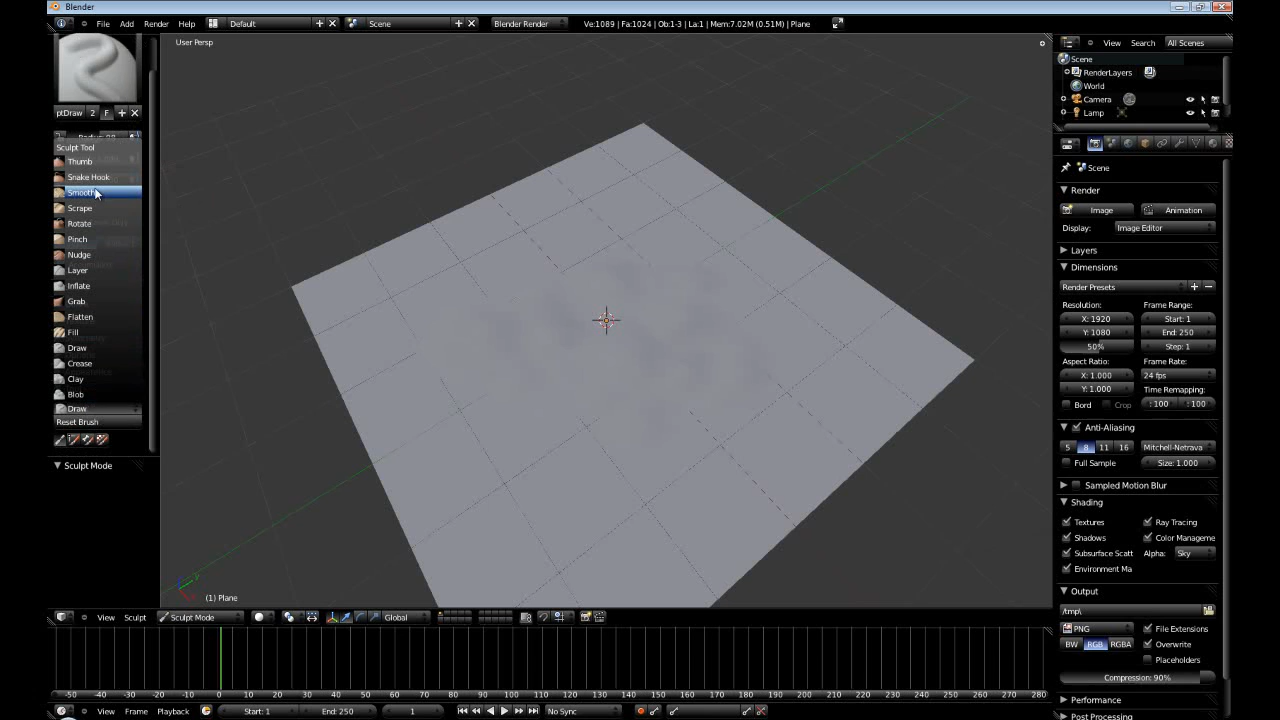 Blender
File Add Render Help Default Scene Blender Render Ve:1089 | Fa:1024 | Ob:1-3 | La:1 | Mem:7.02M (0.51M) | Plane
User Persp
ptDraw 2 F
Sculpt Tool
Thumb
Snake Hook
Smooth
Scrape
Rotate
Pinch
Nudge
Layer
Inflate
Grab
Flatten
Fill
Draw
Crease
Clay
Blob
Draw
Reset Brush
Sculpt Mode
(1) Plane
View Sculpt Sculpt Mode Global
-50 -40 -30 -20 -10 0 10 20 30 40 50 60 70 80 90 100 110 120 130 140 150 160 170 180 190 200 210 220 230 240 250 260 270 280
View Frame Playback Start: 1 End: 250 1 No Sync
View Search All Scenes
Scene
RenderLayers
World
Camera
Lamp
Scene
Render
Image Animation
Display: Image Editor
Layers
Dimensions
Render Presets
Resolution: Frame Range:
X: 1920 Start: 1
Y: 1080 End: 250
50% Step: 1
Aspect Ratio: Frame Rate:
X: 1.000 24 fps
Y: 1.000 Time Remapping:
Bord Crop :100 :100
Anti-Aliasing
5 8 11 16 Mitchell-Netrava
Full Sample Size: 1.000
Sampled Motion Blur
Shading
Textures Ray Tracing
Shadows Color Manageme
Subsurface Scatt Alpha: Sky
Environment Ma
Output
/tmp\
PNG File Extensions
BW RGB RGBA Overwrite
Placeholders
Compression: 90%
Performance
Post Processing